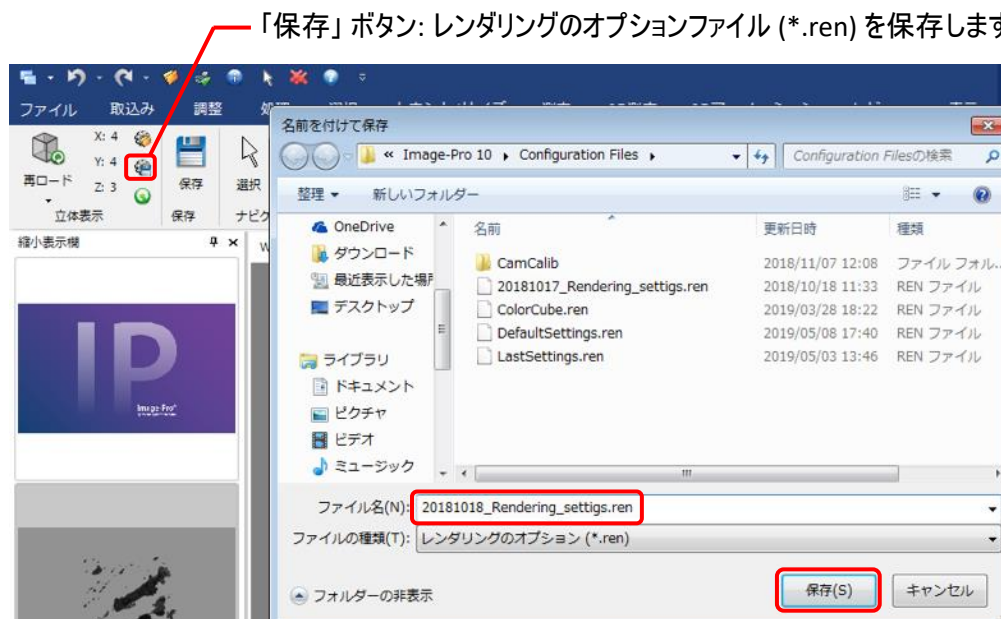 「保存」ボタン: レンダリングのオプションファイル (*.ren) を保存します
ファイル 取込み 調整
名前を付けて保存
« Image-Pro 10 ▸ Configuration Files ▸
Configuration Filesの検索
X: 4
Y: 4
Z: 3
再ロード
保存
選択
立体表示
保存
ナビゲ
整理 ▼ 新しいフォルダー
縮小表示欄
OneDrive
ダウンロード
最近表示した場所
デスクトップ
ライブラリ
ドキュメント
ピクチャ
ビデオ
ミュージック
名前 更新日時 種類
CamCalib 2018/11/07 12:08 ファイル フォル...
20181017_Rendering_settigs.ren 2018/10/18 11:33 REN ファイル
ColorCube.ren 2019/03/28 18:22 REN ファイル
DefaultSettings.ren 2019/05/08 17:40 REN ファイル
LastSettings.ren 2019/05/03 13:46 REN ファイル
IP
Image-Pro
ファイル名(N): 20181018_Rendering_settigs.ren
ファイルの種類(T): レンダリングのオプション (*.ren)
フォルダーの非表示
保存(S) キャンセル